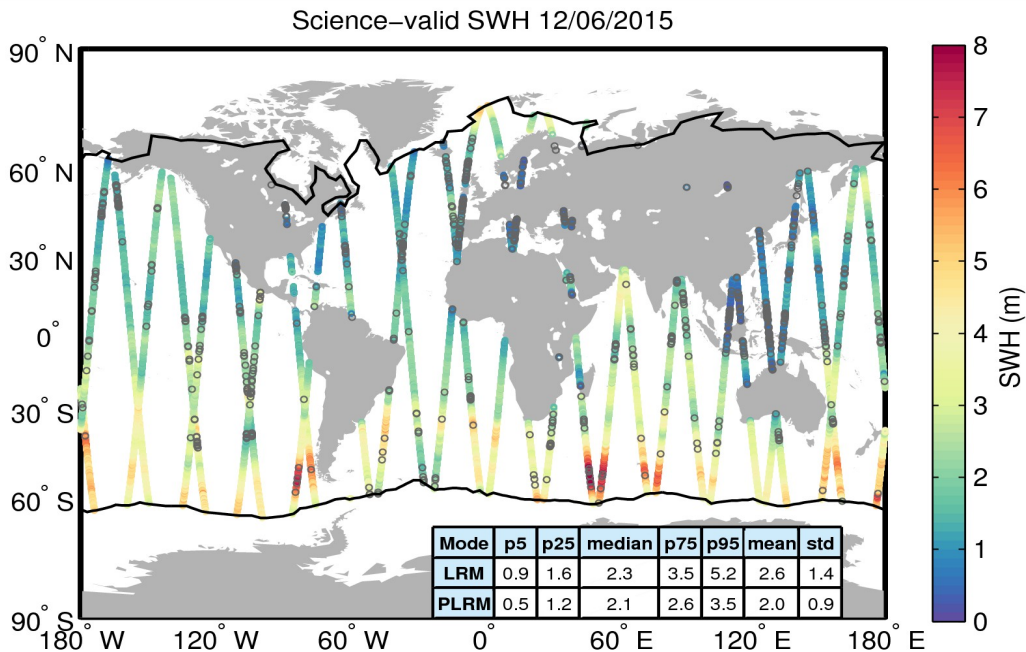 Science−valid SWH 12/06/2015
90° N
60° N
30° N
0°
30° S
60° S
90° S
180° W
120° W
60° W
0°
60° E
120° E
180° E
8
7
6
5
4
3
2
1
0
SWH (m)
Mode p5 p25 median p75 p95 mean std
LRM 0.9 1.6 2.3 3.5 5.2 2.6 1.4
PLRM 0.5 1.2 2.1 2.6 3.5 2.0 0.9